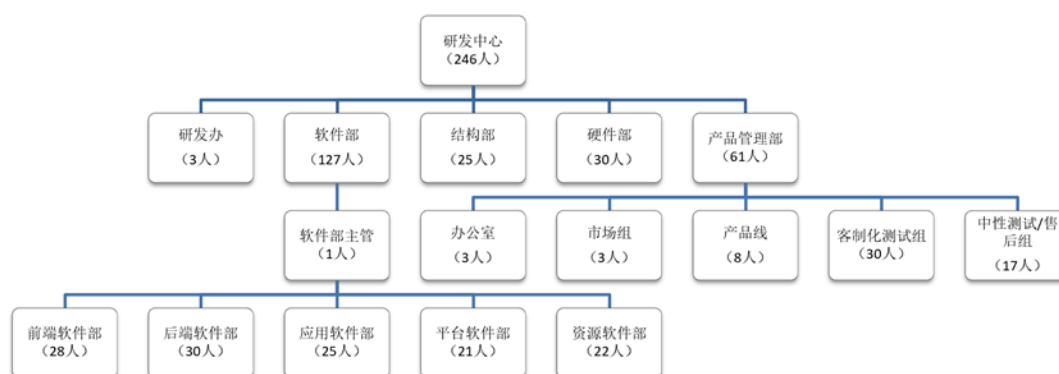 研发中心
（246人）
研发办
（3人）
软件部
（127人）
结构部
（25人）
硬件部
（30人）
产品管理部
（61人）
软件部主管
（1人）
办公室
（3人）
市场组
（3人）
产品线
（8人）
客制化测试组
（30人）
中性测试/售
后组
（17人）
前端软件部
（28人）
后端软件部
（30人）
应用软件部
（25人）
平台软件部
（21人）
资源软件部
（22人）